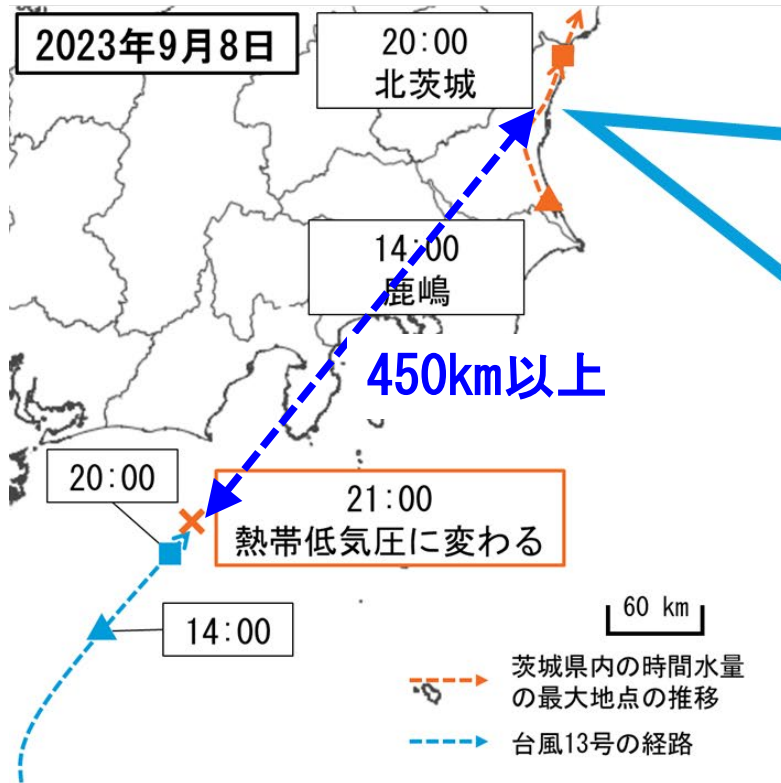 2023年9月8日
20:00
北茨城
14:00
鹿嶋
450km以上
20:00
21:00
熱帯低気圧に変わる
14:00
60 km
茨城県内の時間水量
の最大地点の推移
台風13号の経路